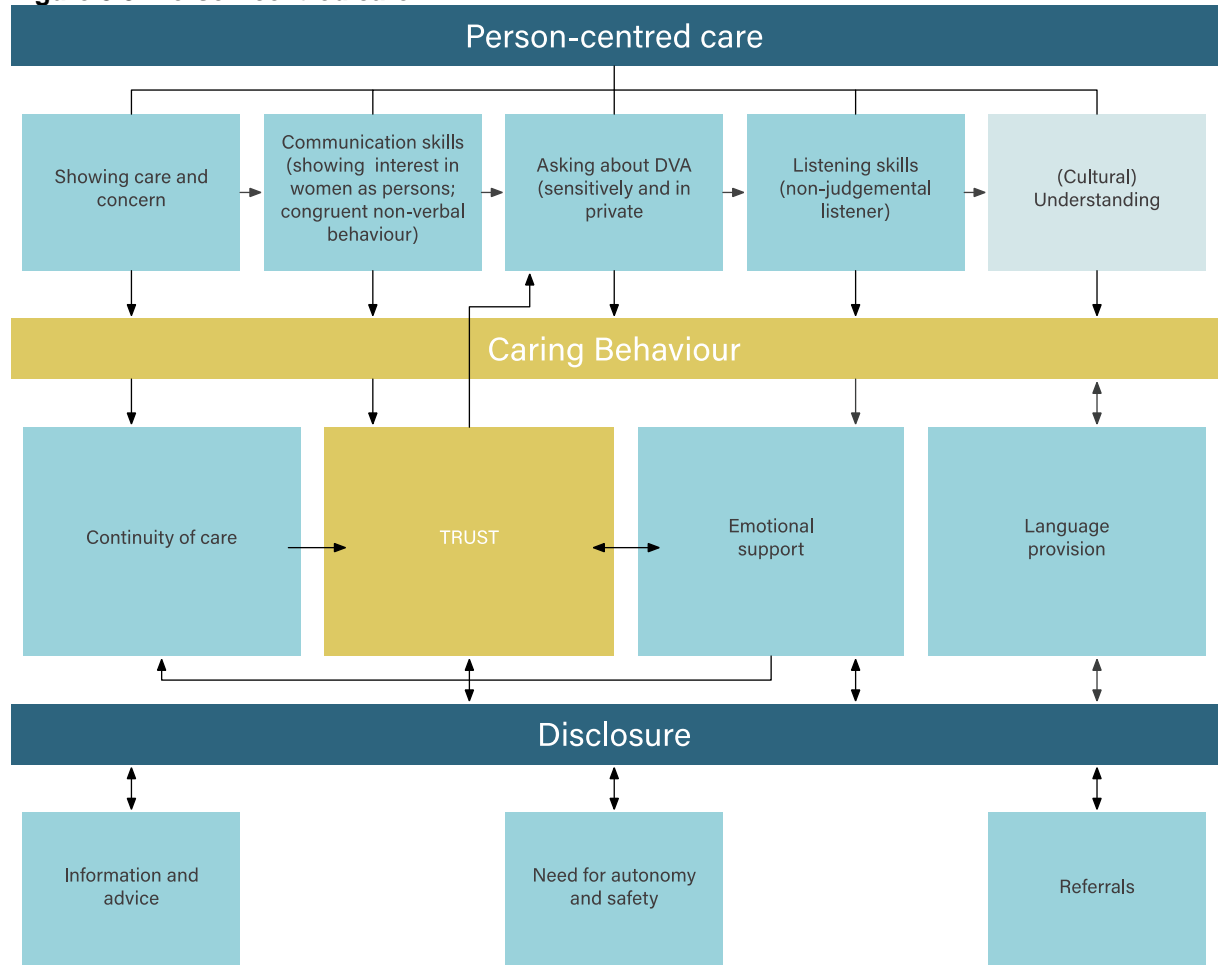 Person-centred care
Showing care and
concern
Communication skills
(showing interest in
women as persons;
congruent non-verbal
behaviour)
Asking about DVA
(sensitively and in
private
Listening skills
(non-judgemental
listener)
(Cultural)
Understanding
Caring Behaviour
Continuity of care
TRUST
Emotional
support
Language
provision
Disclosure
Information and
advice
Need for autonomy
and safety
Referrals